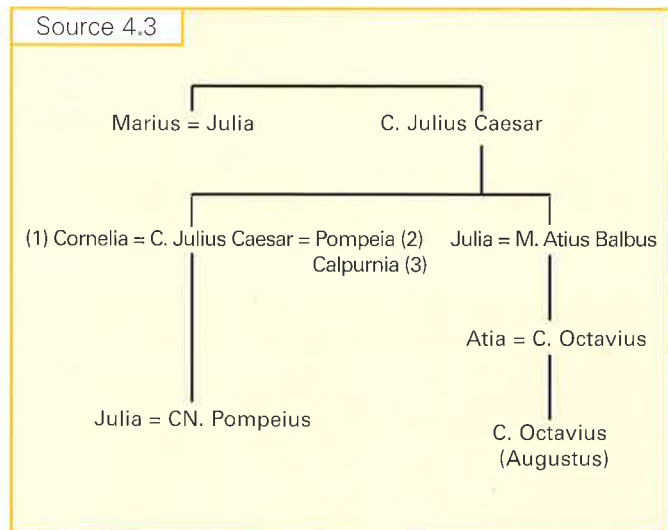 Source 4.3
Marius = Julia
C. Julius Caesar
(1) Cornelia = C. Julius Caesar = Pompeia (2)
Calpurnia (3)
Julia = M. Atius Balbus
Atia = C. Octavius
Julia = CN. Pompeius
C. Octavius
(Augustus)